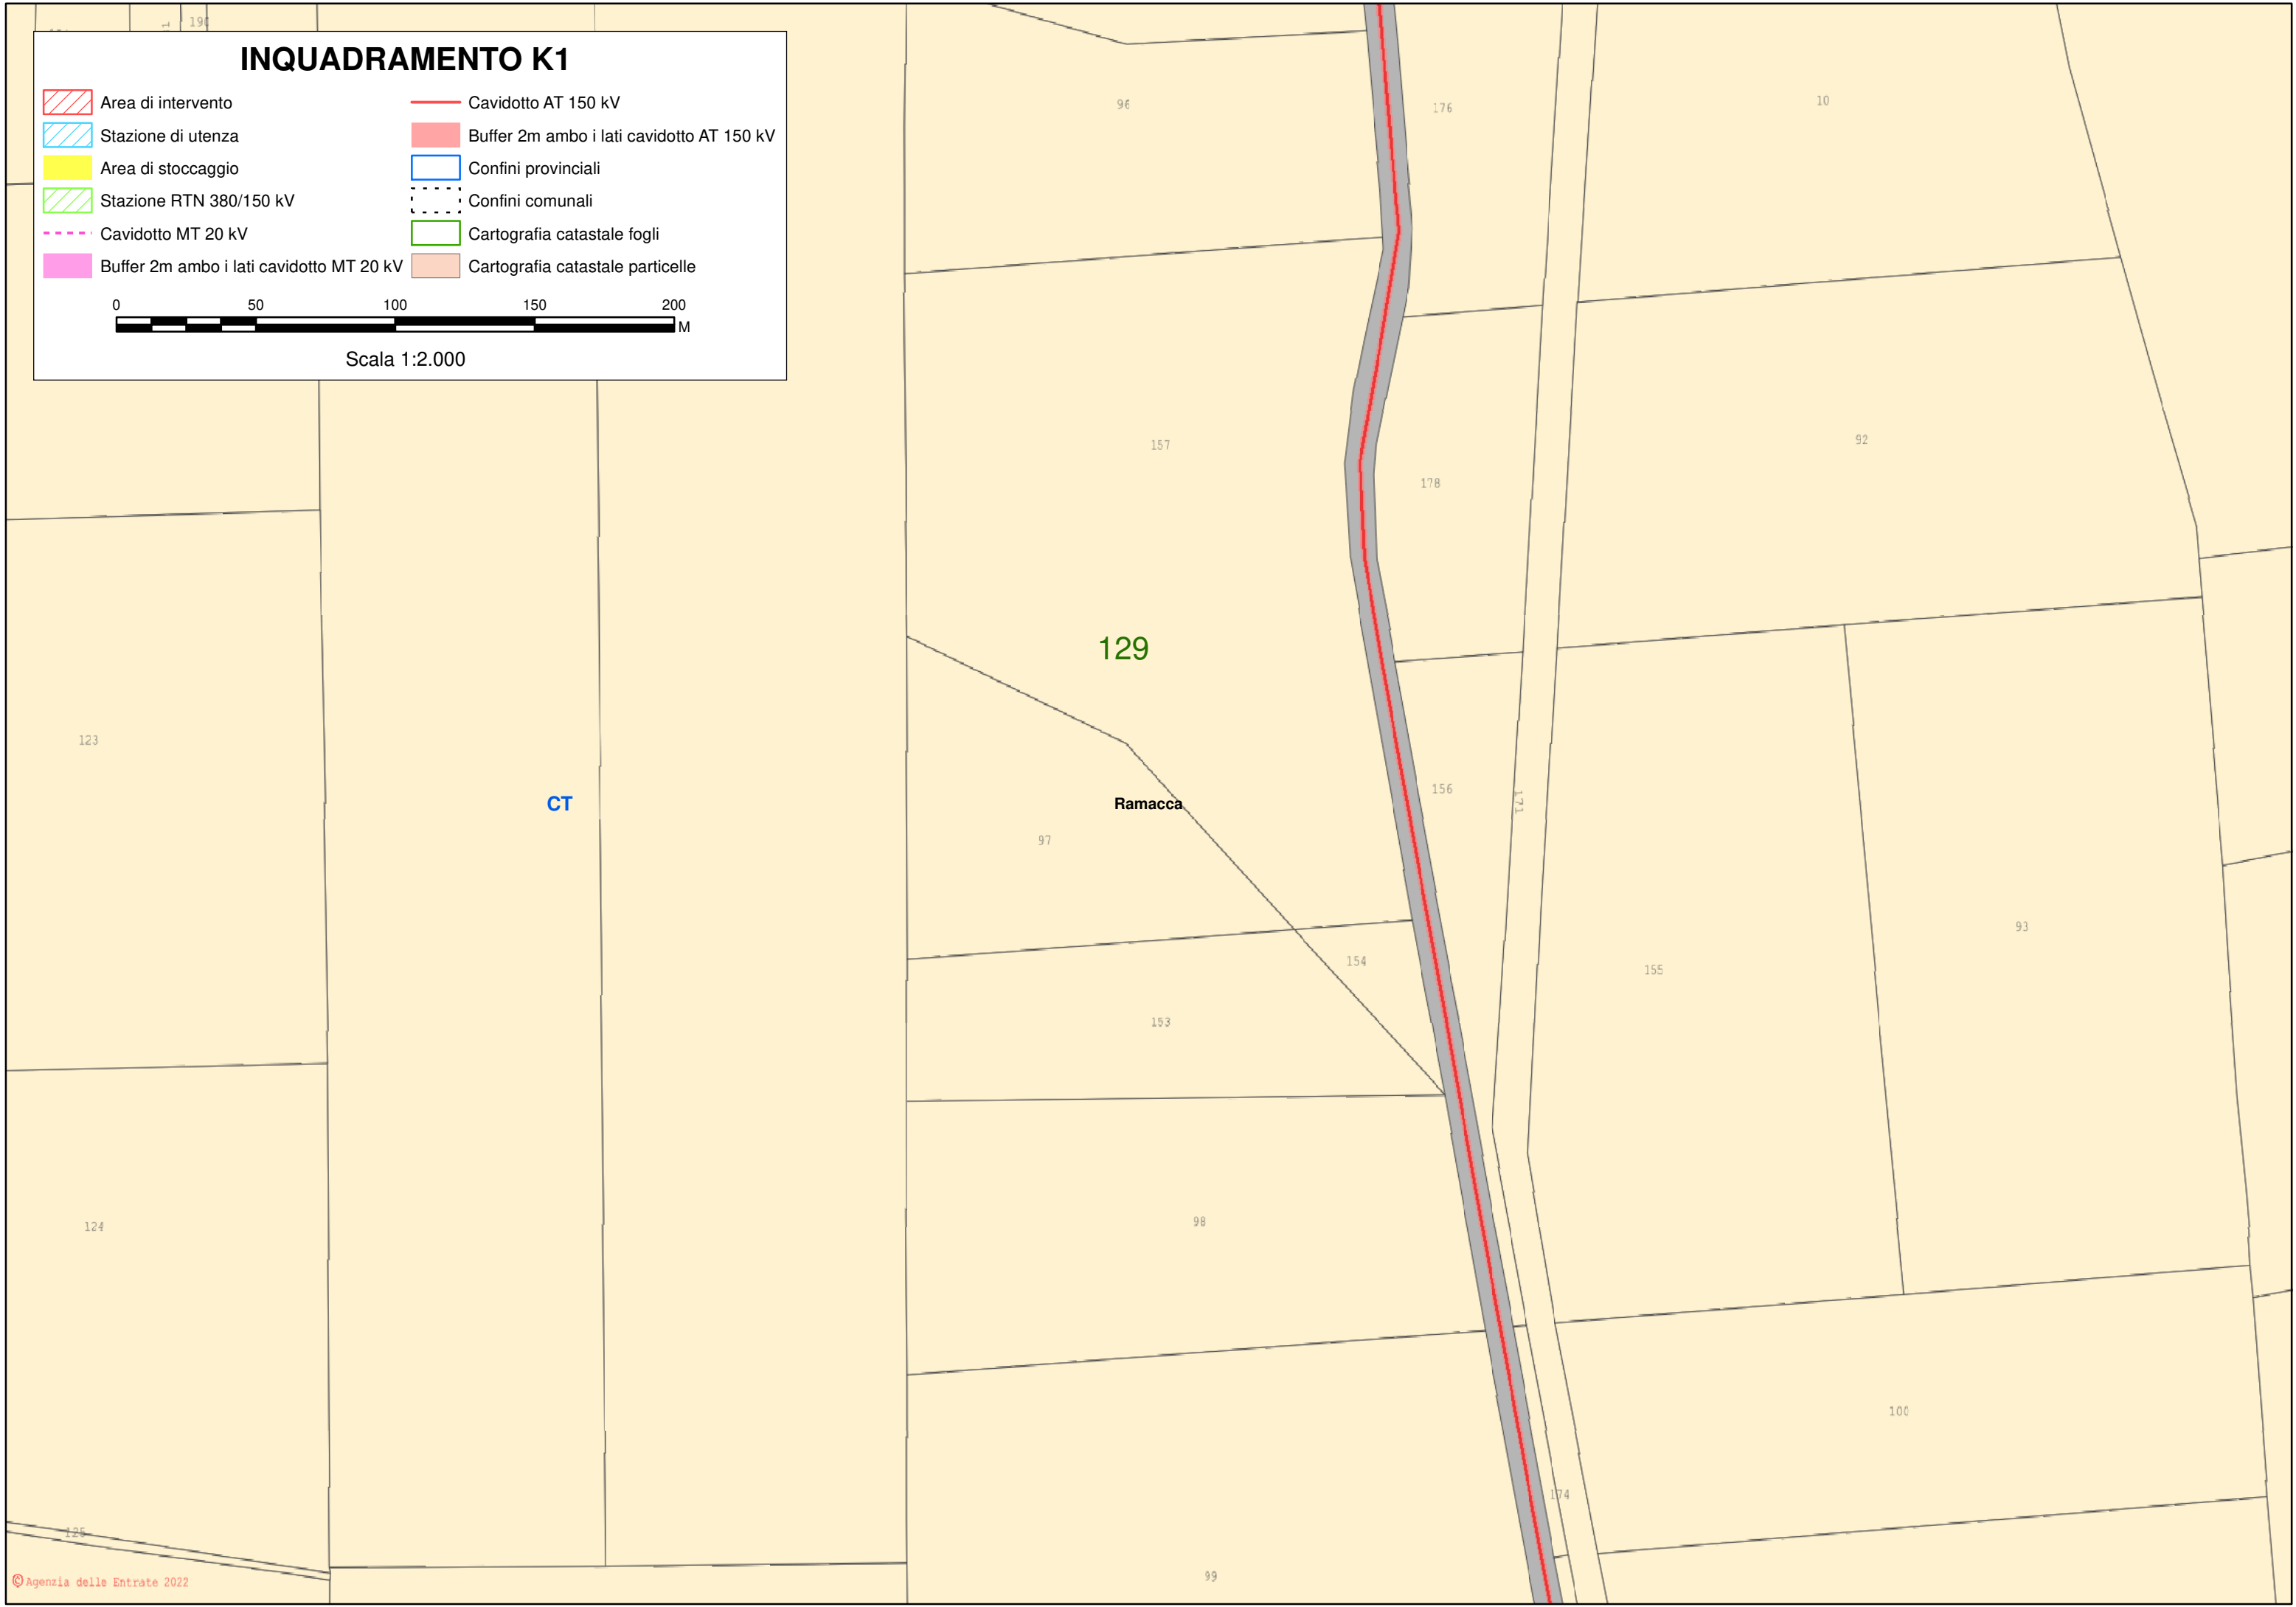 190
INQUADRAMENTO K1
Area di intervento
Stazione di utenza
Area di stoccaggio
Stazione RTN 380/150 kV
Cavidotto MT 20 kV
Buffer 2m ambo i lati cavidotto MT 20 kV
Cavidotto AT 150 kV
Buffer 2m ambo i lati cavidotto AT 150 kV
Confini provinciali
Confini comunali
Cartografia catastale fogli
Cartografia catastale particelle
0 50 100 150 200
M
Scala 1:2.000
96
176
10
157
178
92
129
123
CT
Ramacca
156
171
97
93
154
155
153
124
98
100
174
125
99
© Agenzia delle Entrate 2022